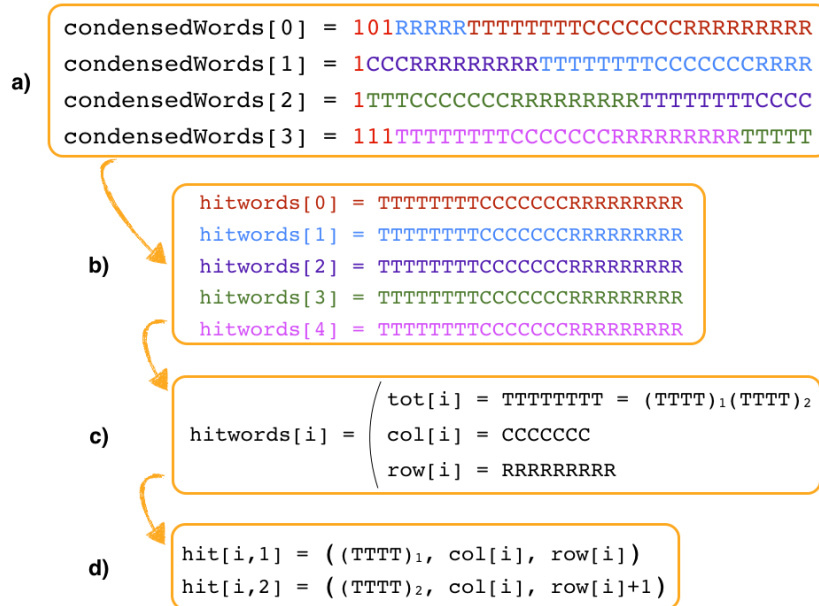 a)
condensedWords[0] = 101RRRRRTTTTTTTTCCCCCCCRRRRRRRRR
condensedWords[1] = 1CCCRRRRRRRRRTTTTTTTTCCCCCCCRRRR
condensedWords[2] = 1TTTCCCCCCCRRRRRRRRRTTTTTTTTCCCC
condensedWords[3] = 111TTTTTTTTCCCCCCCRRRRRRRRRTTTTT
b)
hitwords[0] = TTTTTTTTCCCCCCCRRRRRRRRR
hitwords[1] = TTTTTTTTCCCCCCCRRRRRRRRR
hitwords[2] = TTTTTTTTCCCCCCCRRRRRRRRR
hitwords[3] = TTTTTTTTCCCCCCCRRRRRRRRR
hitwords[4] = TTTTTTTTCCCCCCCRRRRRRRRR
c)
hitwords[i] = (
tot[i] = TTTTTTTT = (TTTT)₁(TTTT)₂
col[i] = CCCCCCC
row[i] = RRRRRRRRR
d)
hit[i,1] = ((TTTT)₁, col[i], row[i])
hit[i,2] = ((TTTT)₂, col[i], row[i]+1)